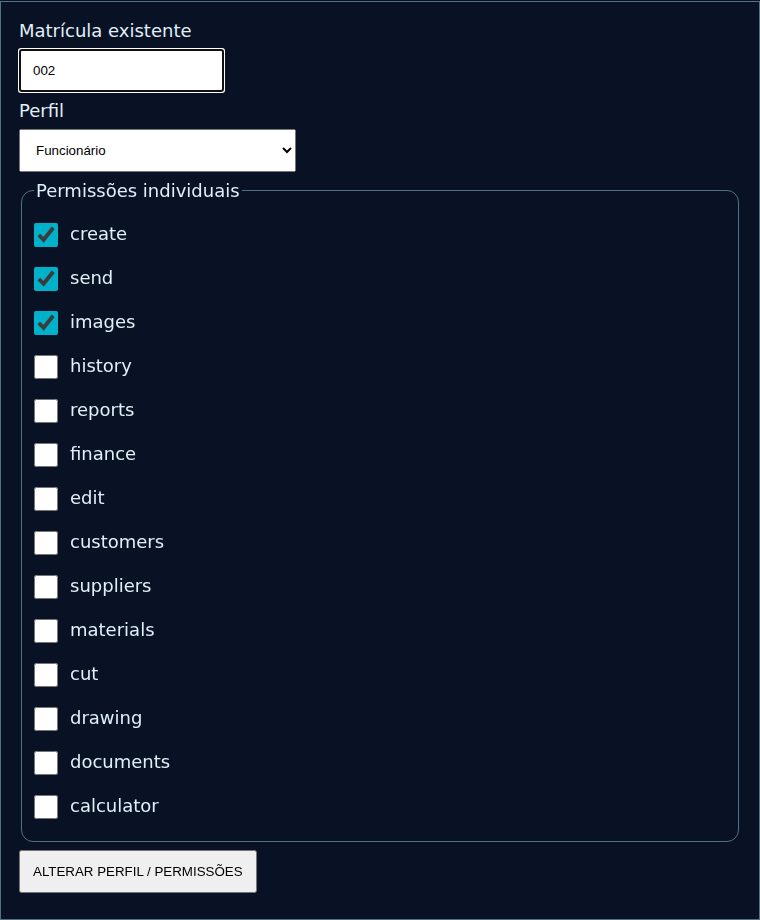 Matrícula existente
002
Perfil
Funcionário
Permissões individuais
create
send
images
history
reports
finance
edit
customers
suppliers
materials
cut
drawing
documents
calculator
ALTERAR PERFIL / PERMISSÕES